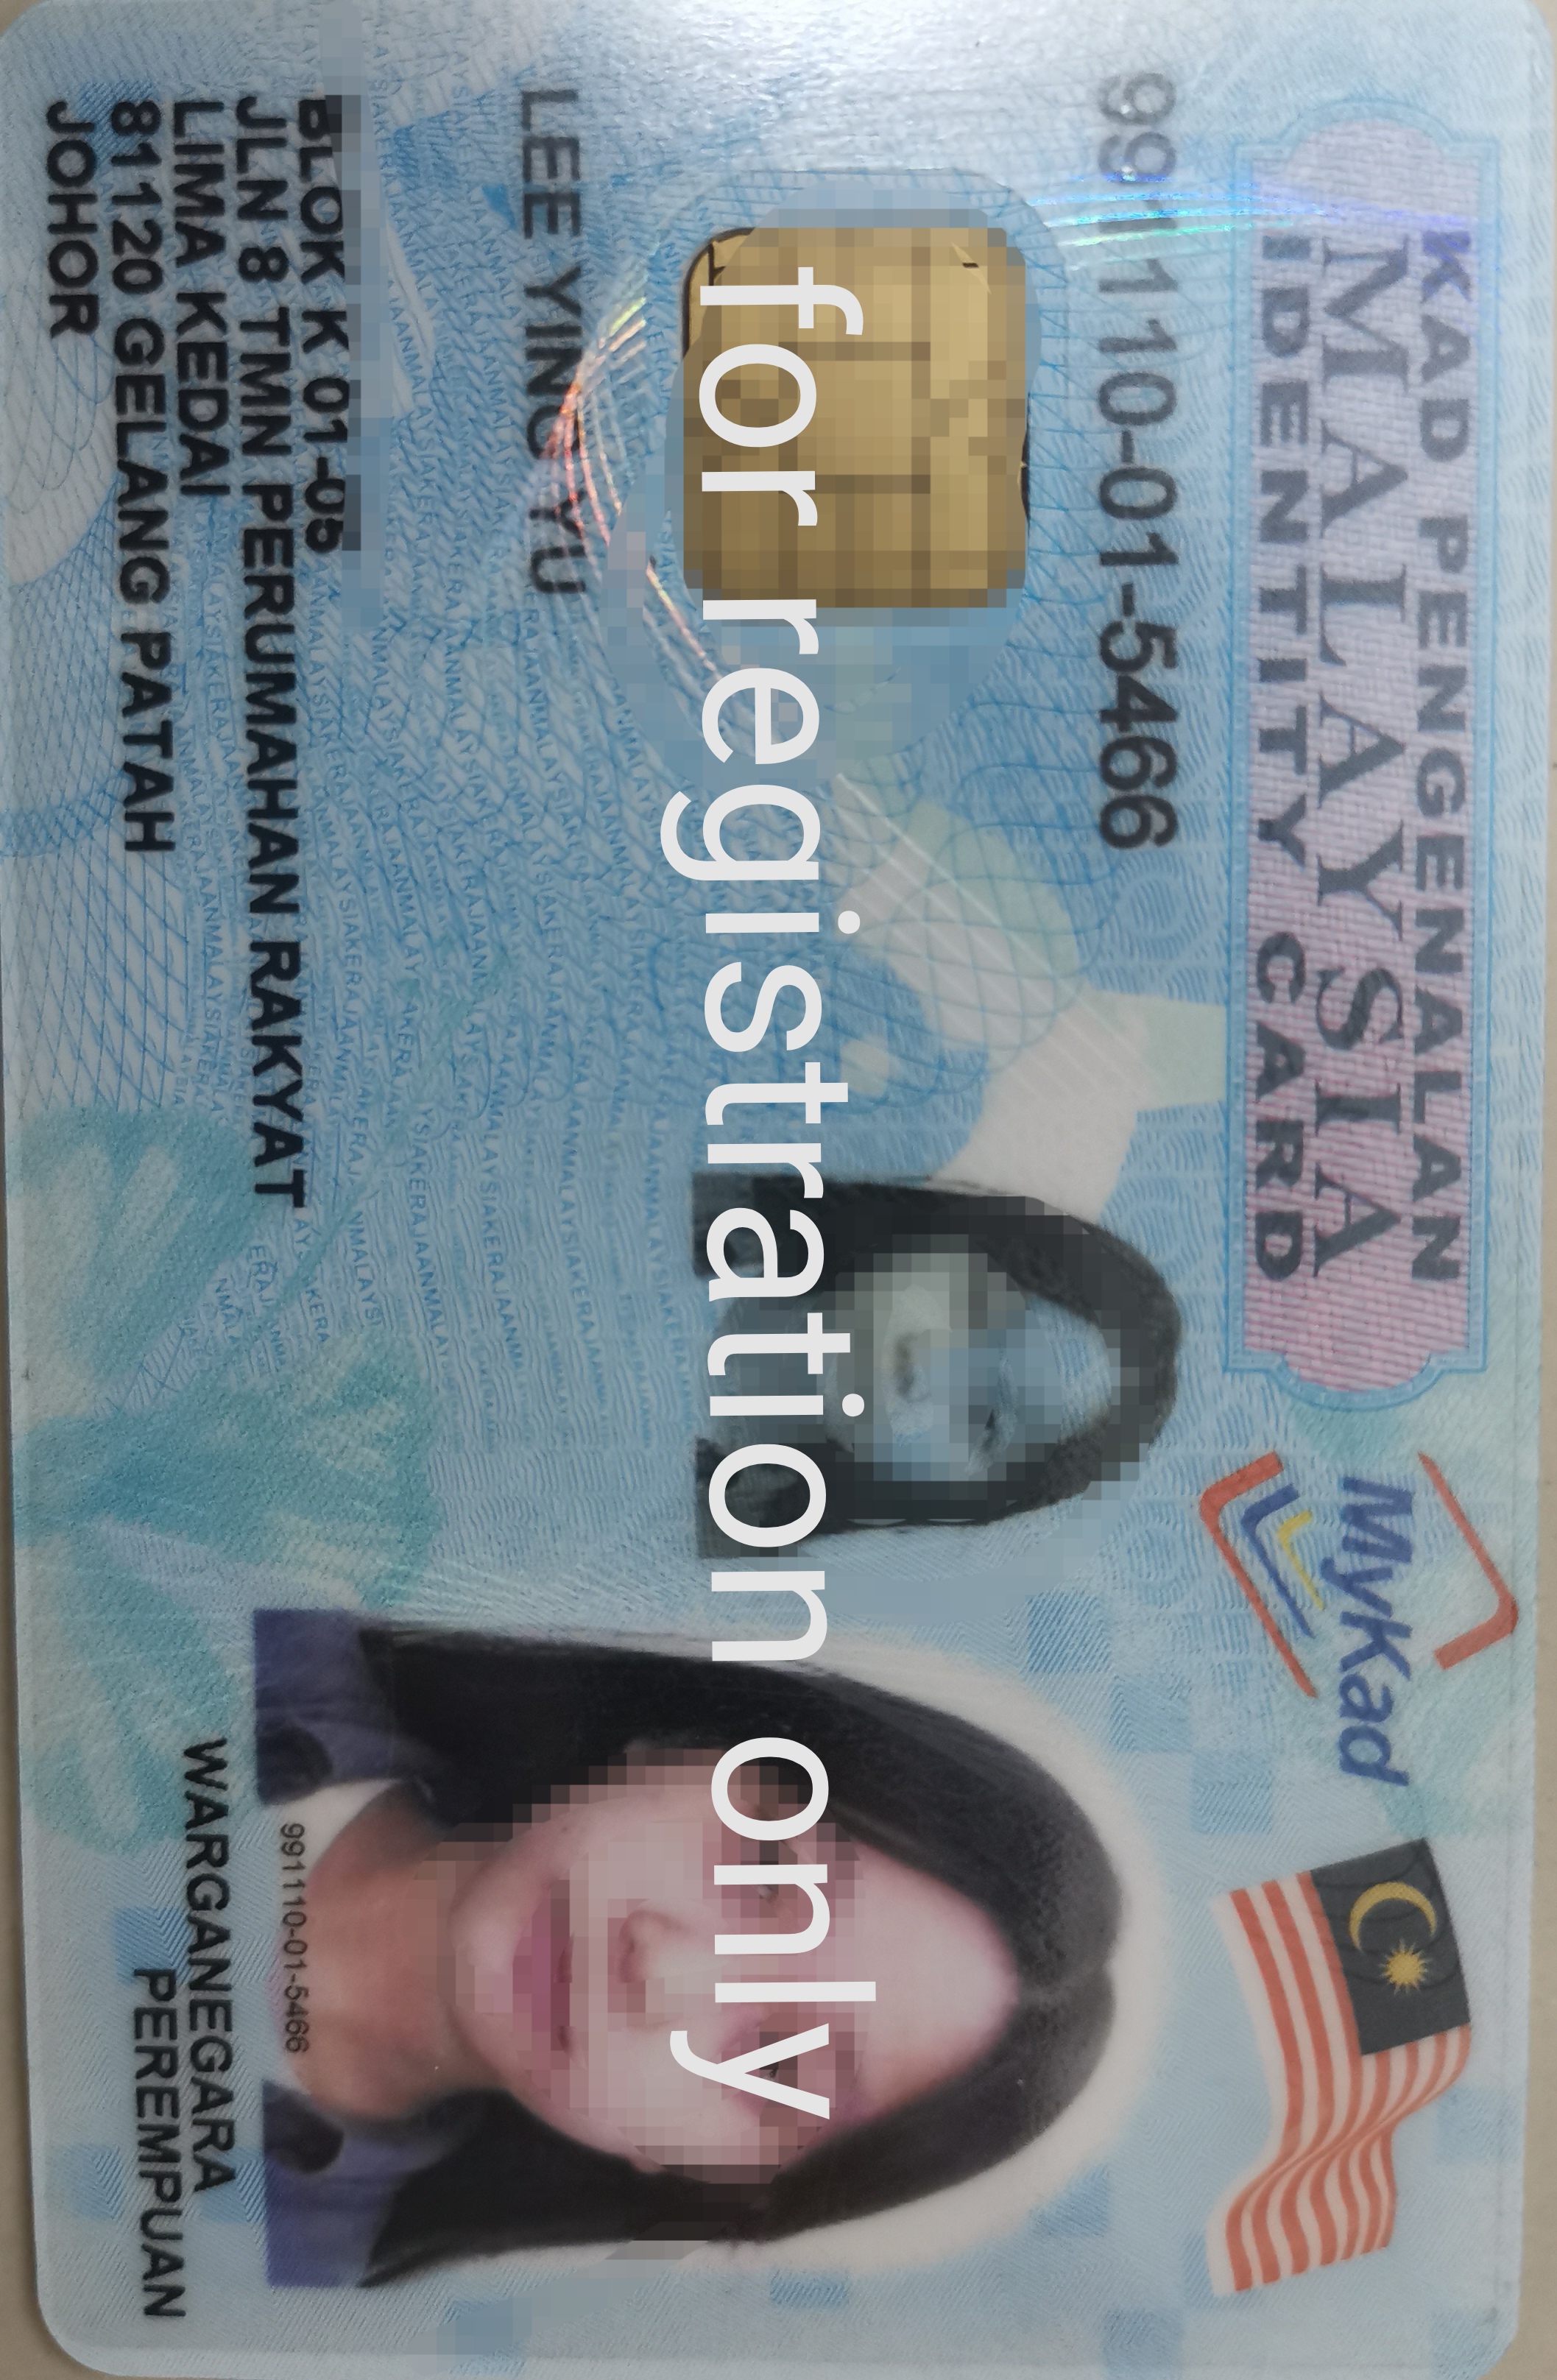 KAD PENGENALAN
MALAYSIA
IDENTITY CARD
MyKad
991110-01-5466
for registration only
LEE YING YU
BLOK K 01-05
JLN 8 TMN PERUMAHAN RAKYAT
LIMA KEDAI
81120 GELANG PATAH
JOHOR
991110-01-5466
WARGANEGARA
PEREMPUAN